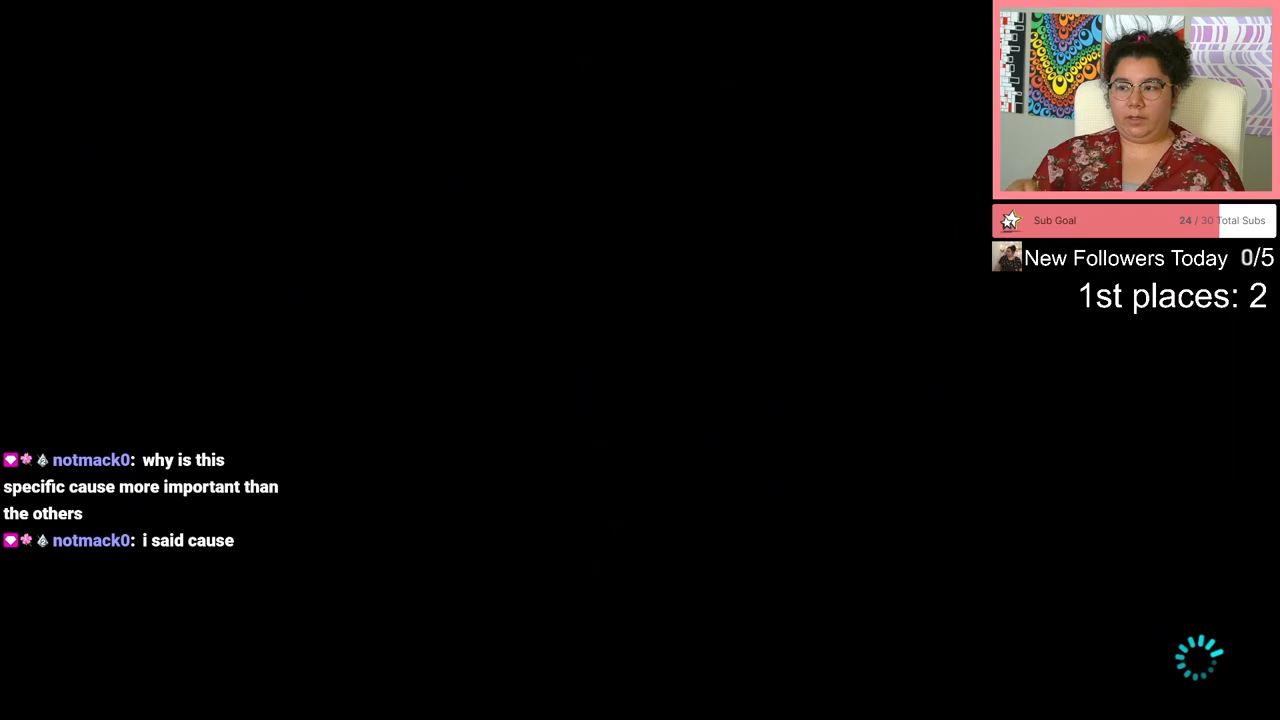 Sub Goal 24 / 30 Total Subs
New Followers Today 0/5
1st places: 2
notmack0: why is this
specific cause more important than
the others
notmack0: i said cause